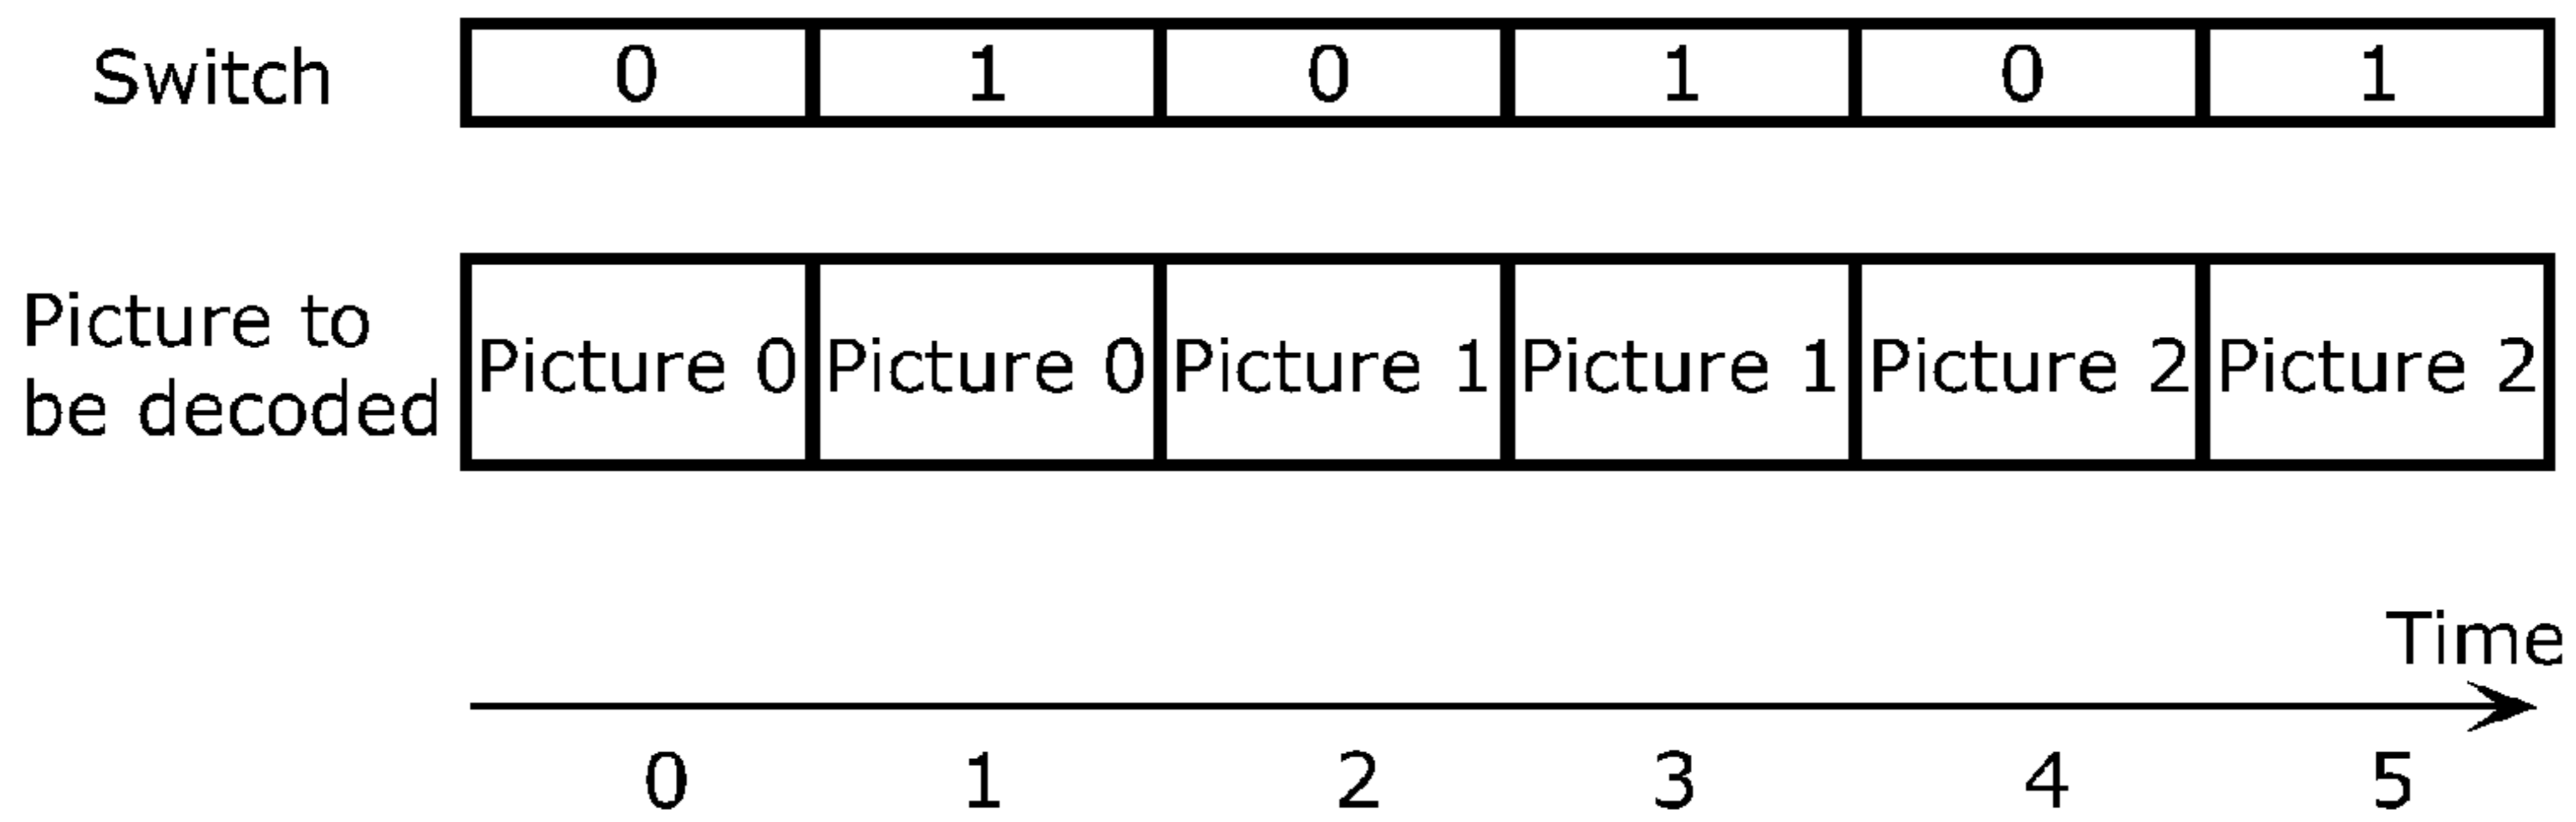 Switch 0 1 0 1 0 1
Picture to
be decoded
Picture 0 Picture 0 Picture 1 Picture 1 Picture 2 Picture 2
Time
0 1 2 3 4 5